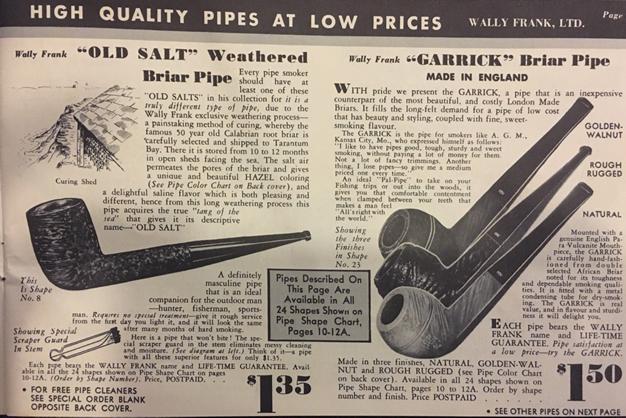 HIGH QUALITY PIPES AT LOW PRICES
WALLY FRANK, LTD.
Page
Wally Frank "OLD SALT" Weathered
Briar Pipe
Every pipe smoker
should have at
least one of these
"OLD SALTS" in his collection for it is a
truly different type of pipe, due to the
Wally Frank exclusive weathering process—
a painstaking method of curing, whereby the
famous 50 year old Calabrian root briar is
carefully selected and shipped to Tarantum
Bay. There it is stored from 10 to 12 months
in open sheds facing the sea. The salt air
permeates the pores of the briar and gives
a unique and beautiful HAZEL coloring
(See Pipe Color Chart on Back cover), and
a delightful saline flavor which is both pleasing and
different, hence from this long weathering process this
pipe acquires the true "tang of the
sea" that gives it its descriptive
name—"OLD SALT"
Curing Shed
This
Is Shape
No. 8
A definitely
masculine pipe
that is an ideal
companion for the outdoor man
—hunter, fisherman, sports-
man. Requires no special treatment—give it rough service
from the first day you light it, and it will look the same
after many months of hard smoking.
Showing Special
Scraper Guard
In Stem
Here is a pipe that won't bite! The spe-
cial scraper guard in the stem eliminates messy cleaning
and moisture. (See diagram at left.) Think of it—a pipe
with all these superior features for only $1.35.
Each pipe bears the WALLY FRANK name and LIFE-TIME GUARANTEE. Avail-
able in all the 24 shapes shown on Pipe Shape Chart on pages
10-12A. (Order by Shape Number). Price, POSTPAID
$1 35
• FOR FREE PIPE CLEANERS
SEE SPECIAL ORDER BLANK
OPPOSITE BACK COVER.
Pipes Described On
This Page Are
Available in All
24 Shapes Shown on
Pipe Shape Chart,
Pages 10-12A.
Wally Frank "GARRICK" Briar Pipe
MADE IN ENGLAND
WITH pride we present the GARRICK, a pipe that is an inexpensive
counterpart of the most beautiful, and costly London Made
Briars. It fills the long-felt demand for a pipe of low cost
that has beauty and styling, coupled with fine, sweet-
smoking flavour.
The GARRICK is the pipe for smokers like A. G. M.,
Kansas City, Mo., who expressed himself as follows:
"I like to have pipes good, tough, sturdy and sweet
smoking, without paying a lot of money for them.
Not a lot of fancy trimmings. Another
thing, I lose pipes—so give me a medium
priced one every time."
An ideal "Pal-Pipe" to take on your
Fishing trips or out into the woods, it
gives you that comfortable contentment
when clamped between your teeth that
makes a man feel
"All's right with
the world."
Showing
the three
Finishes
in Shape
No. 23
GOLDEN-
WALNUT
ROUGH
RUGGED
NATURAL
Mounted with a
genuine English Pa-
ra Vulcanite Mouth-
piece, the GARRICK
is carefully hand-fash-
ioned from double
selected African Briar
noted for its toughness
and dependable smoking quali-
ties. It is fitted with a metal
condensing tube for dry-smok-
ing. The GARRICK is real
value, and in flavour and sturdi-
ness it will delight you.
EACH pipe bears the WALLY
FRANK name and LIFE-TIME
GUARANTEE. Pipe satisfaction at
a low price—try the GARRICK.
Made in three finishes, NATURAL, GOLDEN-WAL-
NUT and ROUGH RUGGED (see Pipe Color Chart
on back cover). Available in all 24 shapes shown on
Pipe Shape Chart, pages 10 to 12A. Order by shape
number and finish. Price, POSTPAID
$1 50
• SEE OTHER PIPES ON NEXT PAGE